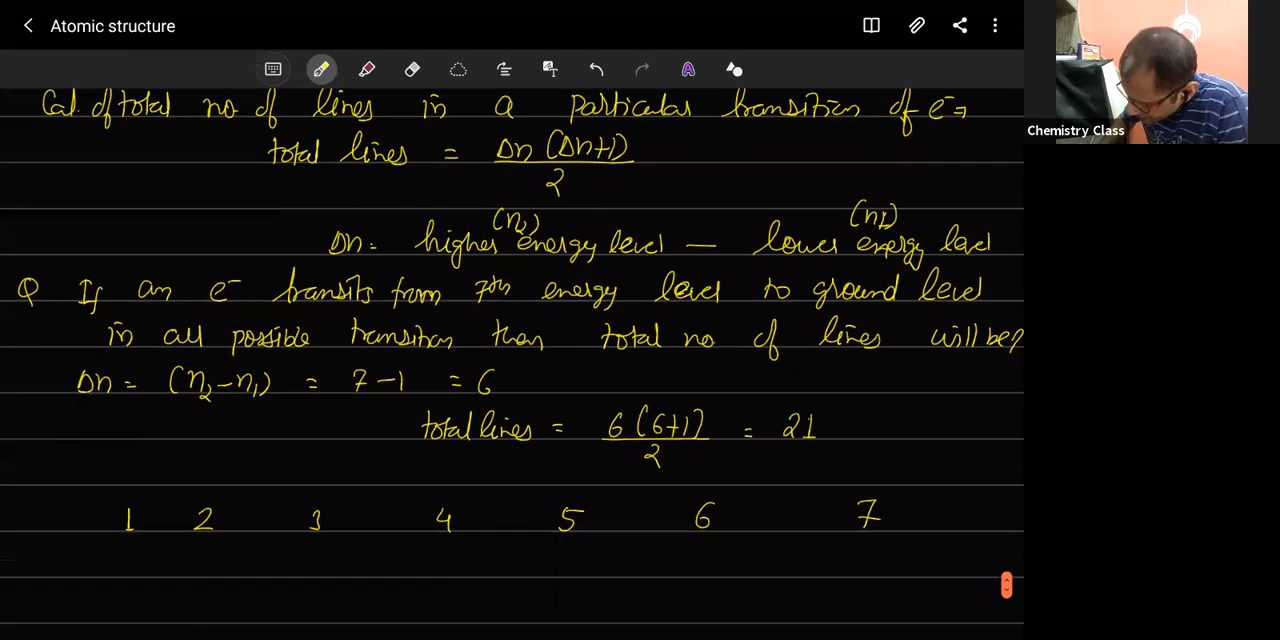 Atomic structure
Chemistry Class
Cal. of total no of lines in a particular transition of e⁻ =
total lines = Δn (Δn+1) / 2
Δn = higher (n₂) energy level — lower (n1) energy level
Q If an e⁻ transits from 7th energy level to ground level
in all possible transition then total no of lines will be?
Δn = (n₂ - n₁) = 7 - 1 = 6
total lines = 6 (6+1) / 2 = 21
1 2 3 4 5 6 7